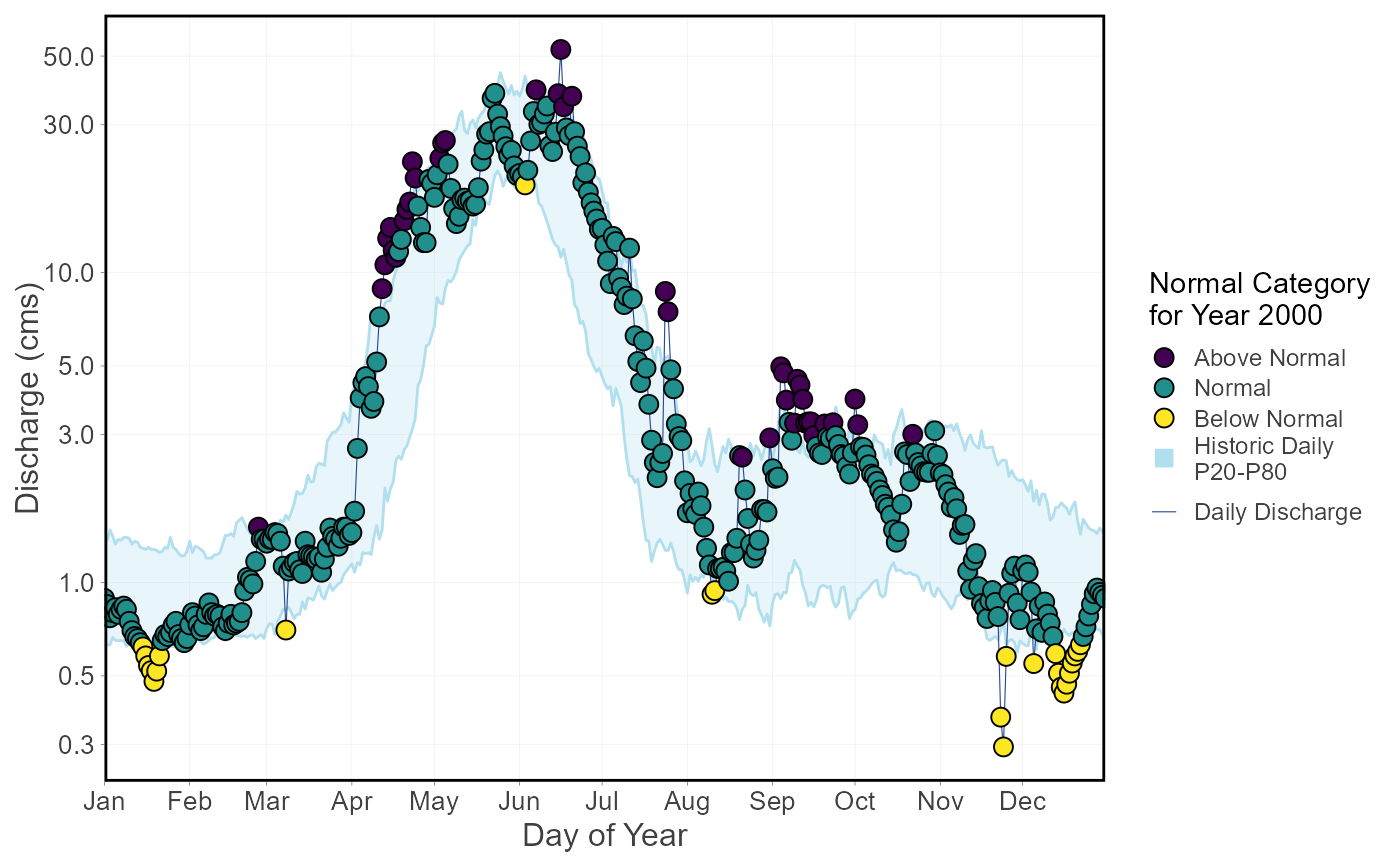 50.0
30.0
10.0
5.0
3.0
1.0
0.5
0.3
Discharge (cms)
Jan Feb Mar Apr May Jun Jul Aug Sep Oct Nov Dec
Day of Year
Normal Category
for Year 2000
Above Normal
Normal
Below Normal
Historic Daily
P20-P80
Daily Discharge